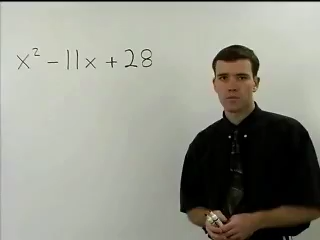 x² - 11x + 28